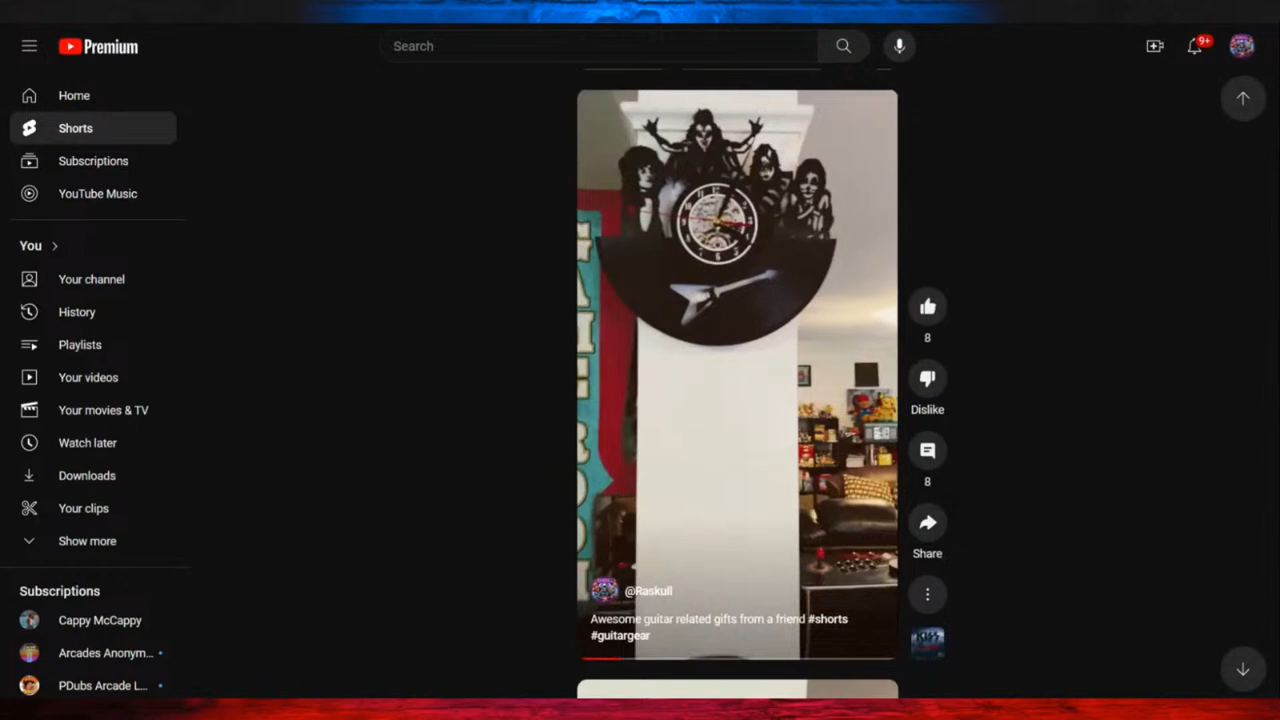 Premium
Search
9+
Home
Shorts
Subscriptions
YouTube Music
You
Your channel
History
Playlists
Your videos
Your movies & TV
Watch later
Downloads
Your clips
Show more
Subscriptions
Cappy McCappy
Arcades Anonym...
PDubs Arcade L...
@Raskull
Awesome guitar related gifts from a friend #shorts
#guitargear
8
Dislike
8
Share
KISS